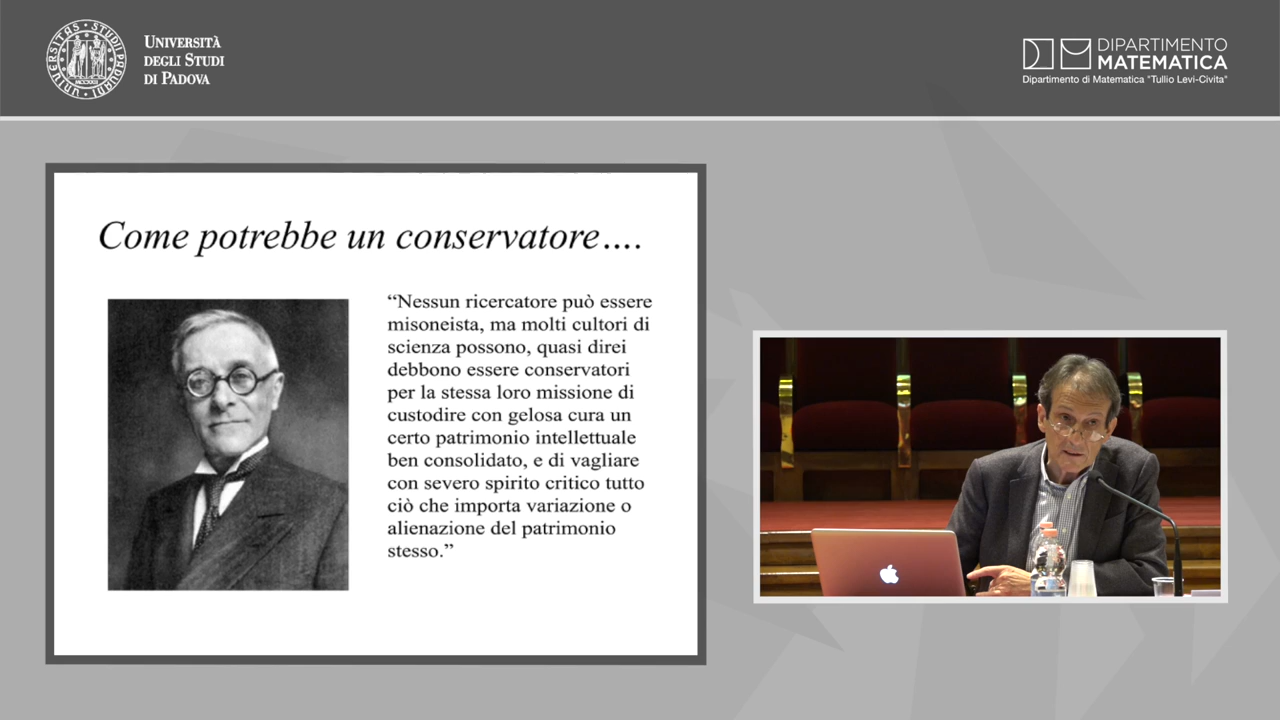 UNIVERSITÀ
DEGLI STUDI
DI PADOVA
DIPARTIMENTO
MATEMATICA
Dipartimento di Matematica "Tullio Levi-Civita"
Come potrebbe un conservatore….
“Nessun ricercatore può essere
misoneista, ma molti cultori di
scienza possono, quasi direi
debbono essere conservatori
per la stessa loro missione di
custodire con gelosa cura un
certo patrimonio intellettuale
ben consolidato, e di vagliare
con severo spirito critico tutto
ciò che importa variazione o
alienazione del patrimonio
stesso.”